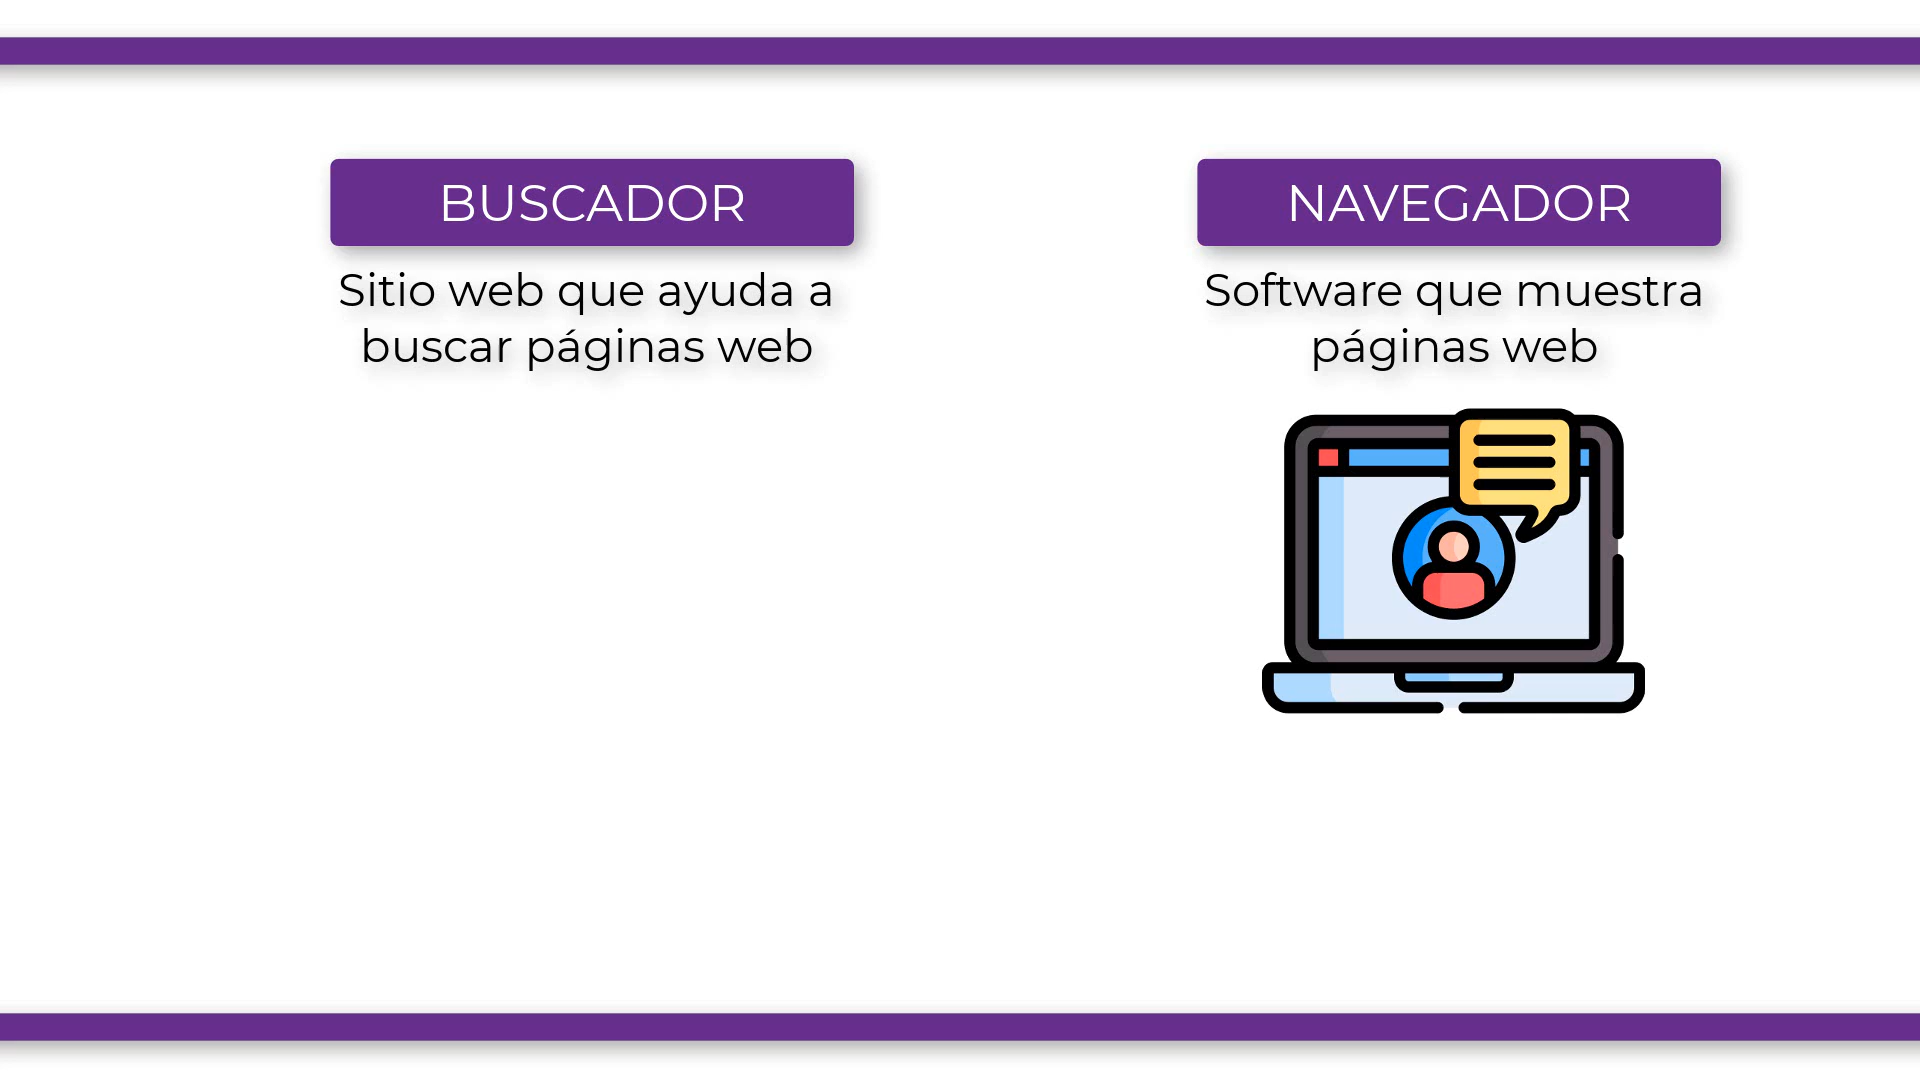 BUSCADOR
Sitio web que ayuda a
buscar páginas web
NAVEGADOR
Software que muestra
páginas web